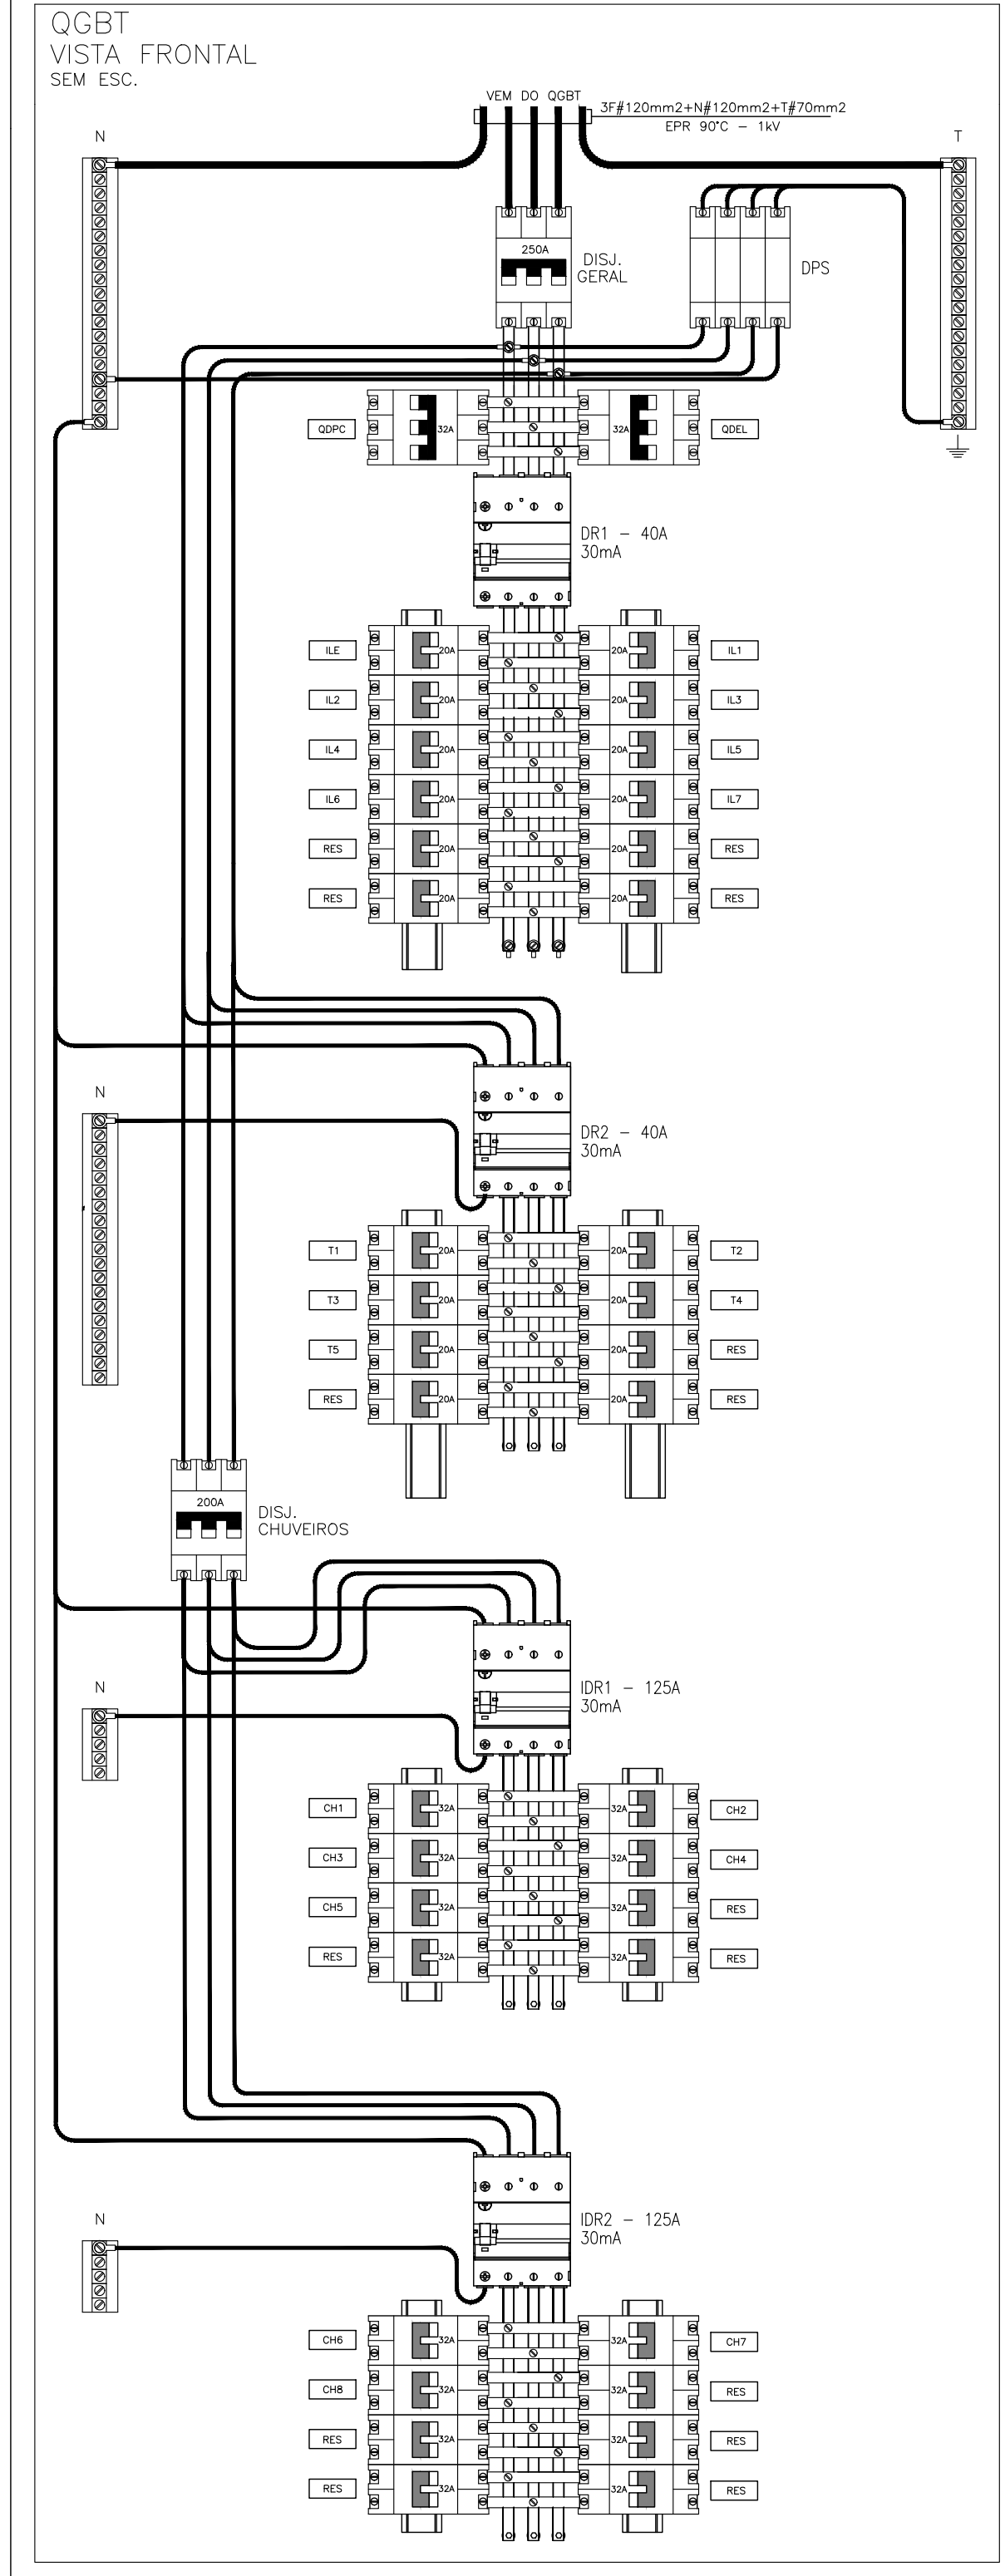 QGBT
VISTA FRONTAL
SEM ESC.
VEM DO QGBT
3F#120mm2+N#120mm2+T#70mm2
EPR 90°C - 1kV
N
T
250A
DISJ.
GERAL
DPS
QDPC
32A
32A
QDEL
DR1 - 40A
30mA
ILE
20A
20A
IL1
IL2
20A
20A
IL3
IL4
20A
20A
IL5
IL6
20A
20A
IL7
RES
20A
20A
RES
RES
20A
20A
RES
N
DR2 - 40A
30mA
T1
20A
20A
T2
T3
20A
20A
T4
T5
20A
20A
RES
RES
20A
20A
RES
200A
DISJ.
CHUVEIROS
N
IDR1 - 125A
30mA
CH1
32A
32A
CH2
CH3
32A
32A
CH4
CH5
32A
32A
RES
RES
32A
32A
RES
N
IDR2 - 125A
30mA
CH6
32A
32A
CH7
CH8
32A
32A
RES
RES
32A
32A
RES
RES
32A
32A
RES